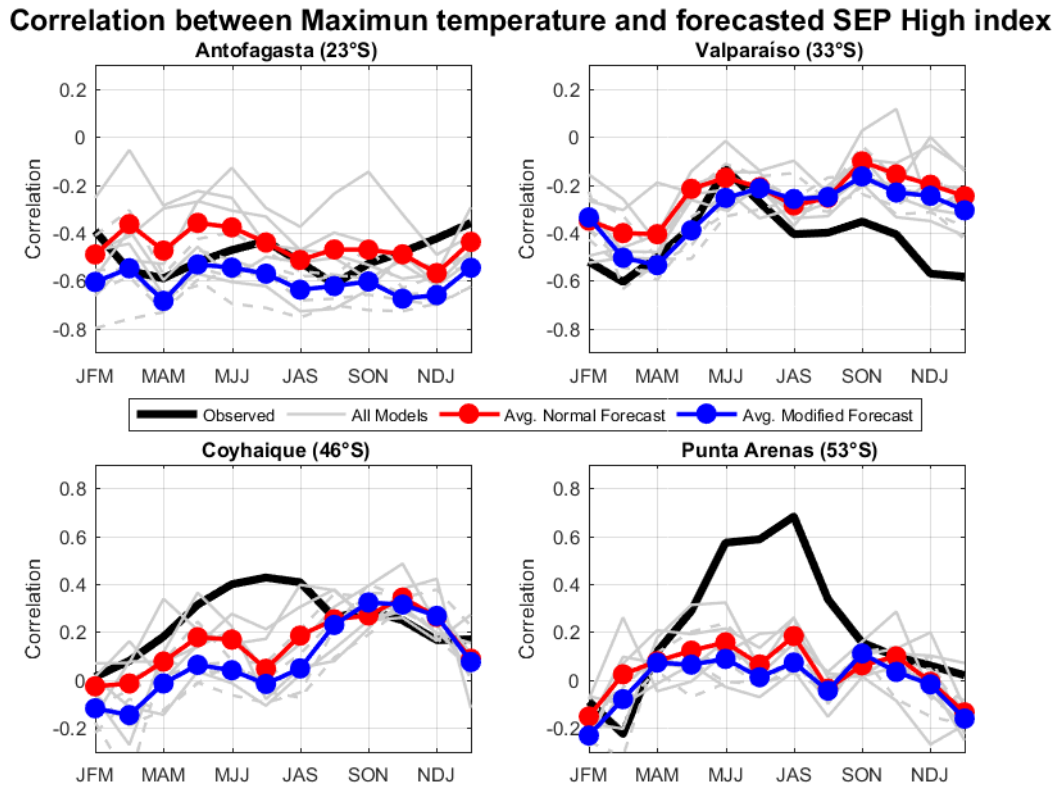 Correlation between Maximun temperature and forecasted SEP High index
Antofagasta (23°S)
Valparaíso (33°S)
Correlation
0.2
0
-0.2
-0.4
-0.6
-0.8
JFM MAM MJJ JAS SON NDJ
Correlation
0.2
0
-0.2
-0.4
-0.6
-0.8
JFM MAM MJJ JAS SON NDJ
Observed All Models Avg. Normal Forecast Avg. Modified Forecast
Coyhaique (46°S)
Punta Arenas (53°S)
Correlation
0.8
0.6
0.4
0.2
0
-0.2
JFM MAM MJJ JAS SON NDJ
Correlation
0.8
0.6
0.4
0.2
0
-0.2
JFM MAM MJJ JAS SON NDJ